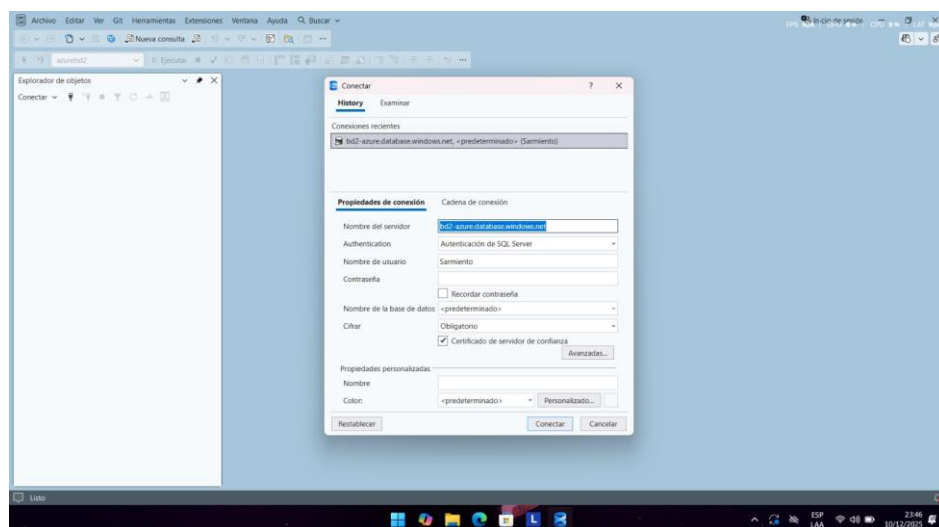 Archivo Editar Ver Git Herramientas Extensiones Ventana Ayuda Buscar
Nueva consulta
azurebd2 Ejecutar
Explorador de objetos
Conectar
Conectar ? X
History Examinar
Conexiones recientes
bd2-azure.database.windows.net, <predeterminado> (Sarmiento)
Propiedades de conexión Cadena de conexión
Nombre del servidor bd2-azure.database.windows.net
Authentication Autenticación de SQL Server
Nombre de usuario Sarmiento
Contraseña
Recordar contraseña
Nombre de la base de datos <predeterminado>
Cifrar Obligatorio
Certificado de servidor de confianza
Avanzadas...
Propiedades personalizadas
Nombre
Color: <predeterminado> Personalizado...
Restablecer Conectar Cancelar
Listo
ESP 23:46
LAA 10/12/2025